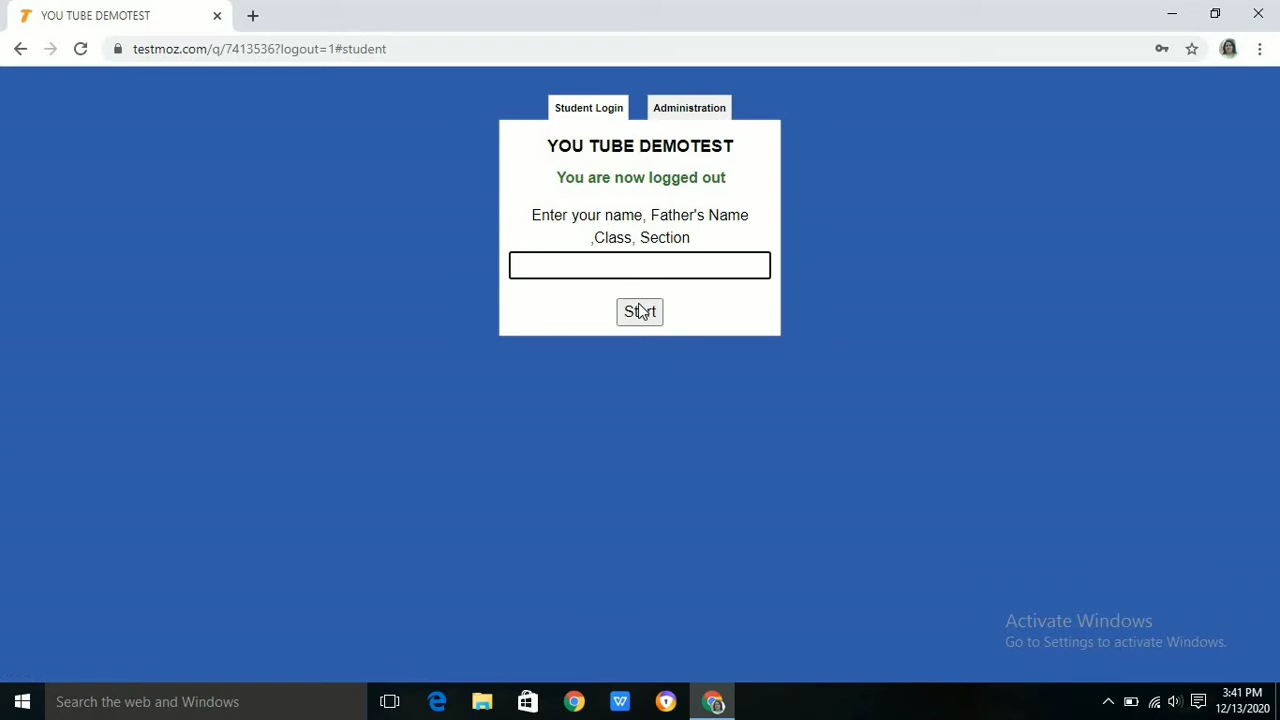 YOU TUBE DEMOTEST
testmoz.com/q/7413536?logout=1#student
Student Login
Administration
YOU TUBE DEMOTEST
You are now logged out
Enter your name, Father's Name
,Class, Section
Start
Activate Windows
Go to Settings to activate Windows.
Search the web and Windows
3:41 PM
12/13/2020